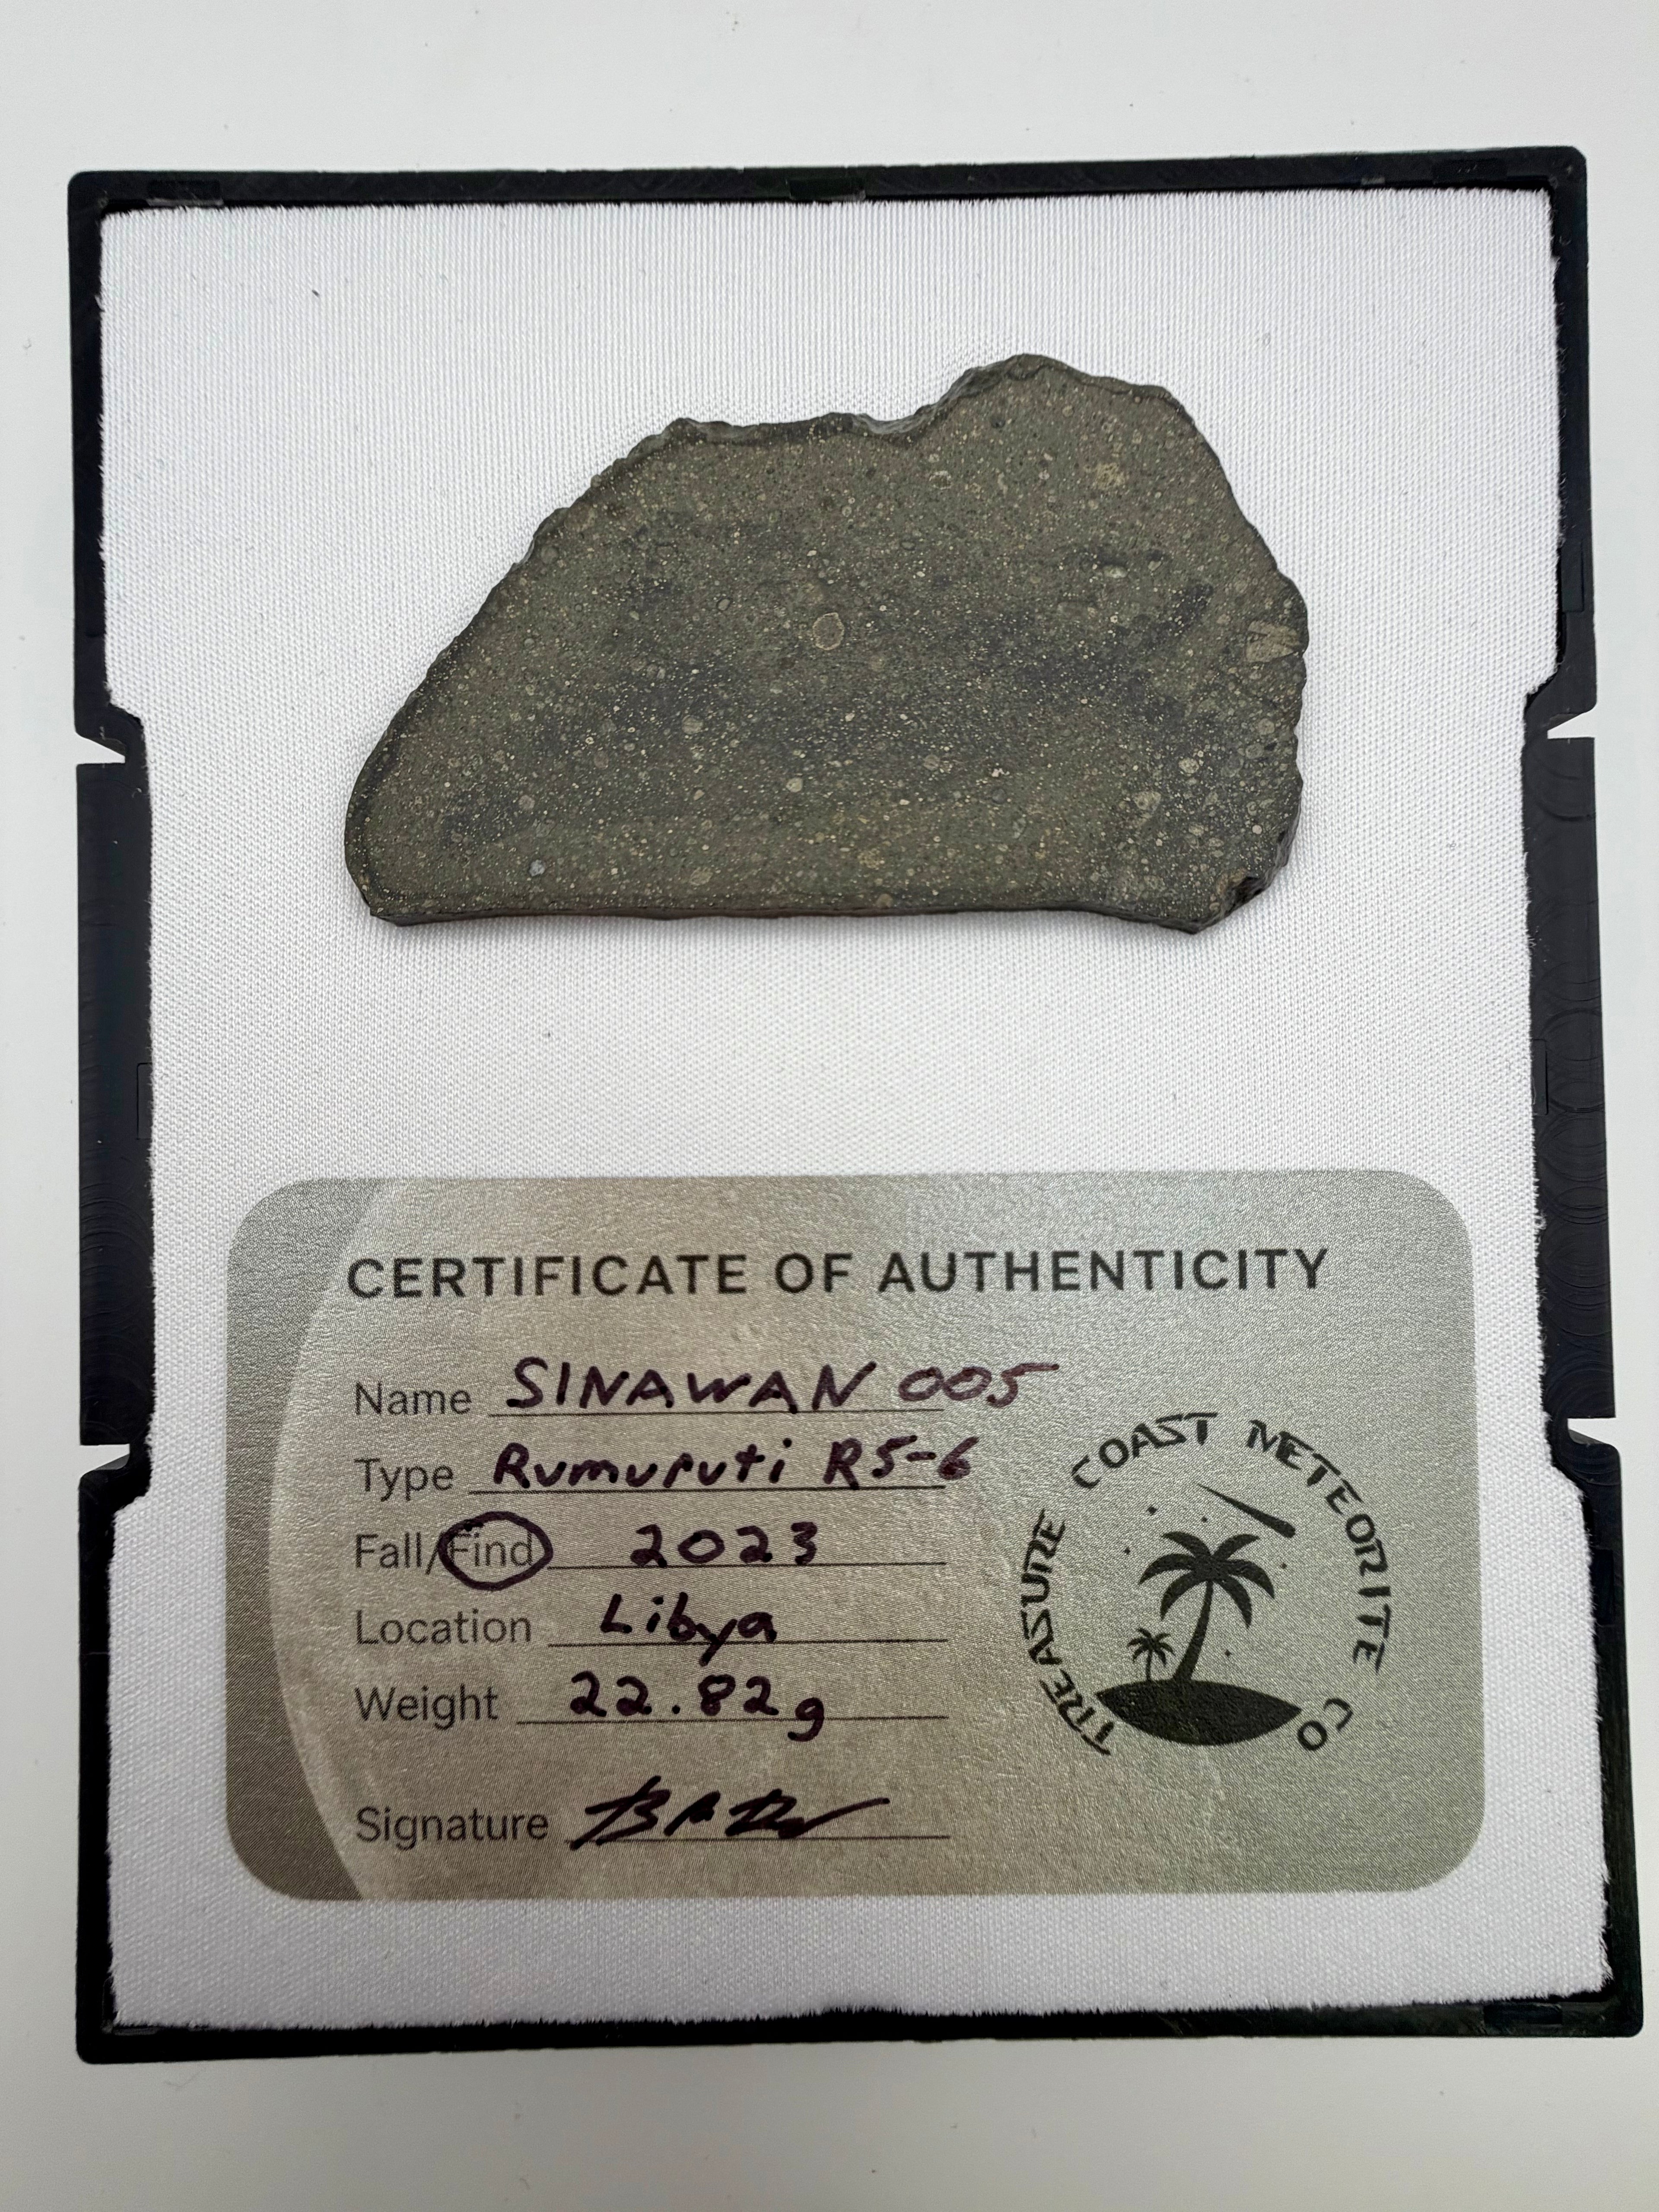 CERTIFICATE OF AUTHENTICITY
Name SINAWAN 005
Type Rumuruti R5-6
Fall/Find 2023
Location Libya
Weight 22.82g
Signature
TREASURE COAST METEORITE CO